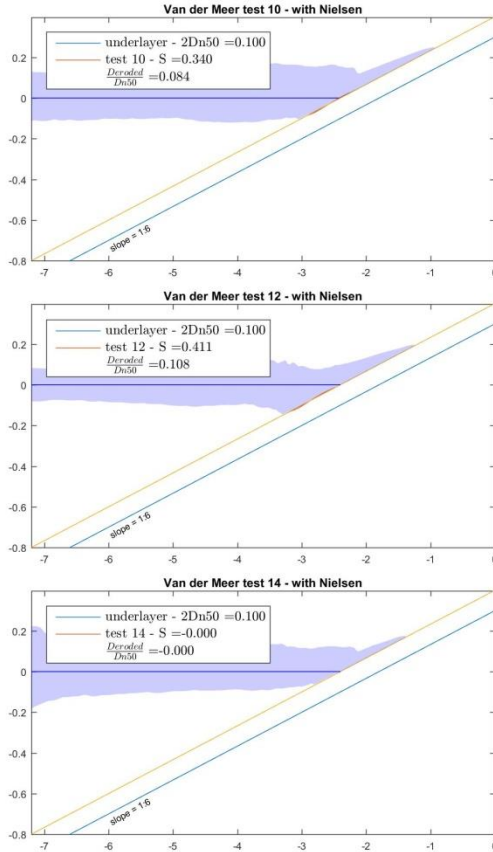 Van der Meer test 10 - with Nielsen
underlayer - 2Dn50 =0.100
test 10 - S =0.340
Deroded
Dn50
=0.084
0.2
0
-0.2
-0.4
-0.6
-0.8
slope = 1:6
-7 -6 -5 -4 -3 -2 -1
Van der Meer test 12 - with Nielsen
underlayer - 2Dn50 =0.100
test 12 - S =0.411
Deroded
Dn50
=0.108
0.2
0
-0.2
-0.4
-0.6
-0.8
slope = 1:6
-7 -6 -5 -4 -3 -2 -1
Van der Meer test 14 - with Nielsen
underlayer - 2Dn50 =0.100
test 14 - S =-0.000
Deroded
Dn50
=-0.000
0.2
0
-0.2
-0.4
-0.6
-0.8
slope = 1:6
-7 -6 -5 -4 -3 -2 -1